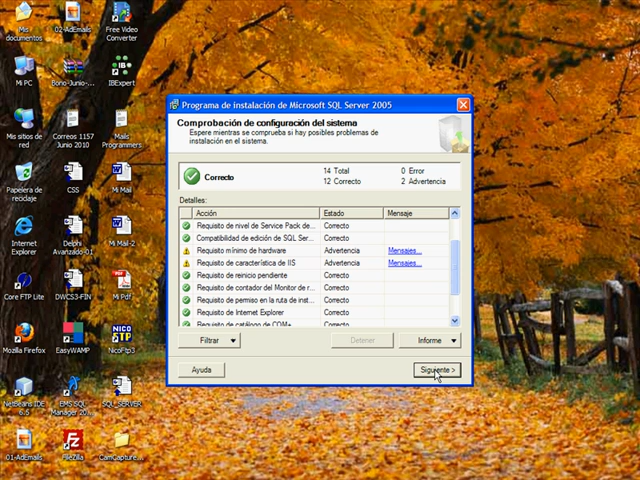 Mis documentos
02-AdEmails
Free Video Converter
Mi PC
Bono-Junio-...
IBExpert
Mis sitios de red
Correos 1157 Junio 2010
Mails Programmers
Papelera de reciclaje
CSS
Mi Mail
Internet Explorer
Delphi Avanzado-01
Mi Mail-2
Core FTP Lite
DWCS3-FIN
Mi Pdf
Mozilla Firefox
EasyWAMP
NicoFtp3
NetBeans IDE 6.5
EMS SQL Manager 20...
SQL_SERVER
01-AdEmails
FileZilla
CamCapture...
Programa de instalación de Microsoft SQL Server 2005
Comprobación de configuración del sistema
Espere mientras se comprueba si hay posibles problemas de
instalación en el sistema.
Correcto
14 Total
0 Error
12 Correcto
2 Advertencia
Detalles:
Acción Estado Mensaje
Requisito de nivel de Service Pack de... Correcto
Compatibilidad de edición de SQL Ser... Correcto
Requisito mínimo de hardware Advertencia Mensajes...
Requisito de característica de IIS Advertencia Mensajes...
Requisito de reinicio pendiente Correcto
Requisito de contador del Monitor de r... Correcto
Requisito de permiso en la ruta de inst... Correcto
Requisito de Internet Explorer Correcto
Requisito de catálogo de COM+ Correcto
Filtrar
Detener
Informe
Ayuda
Siguiente >
NICO FTP